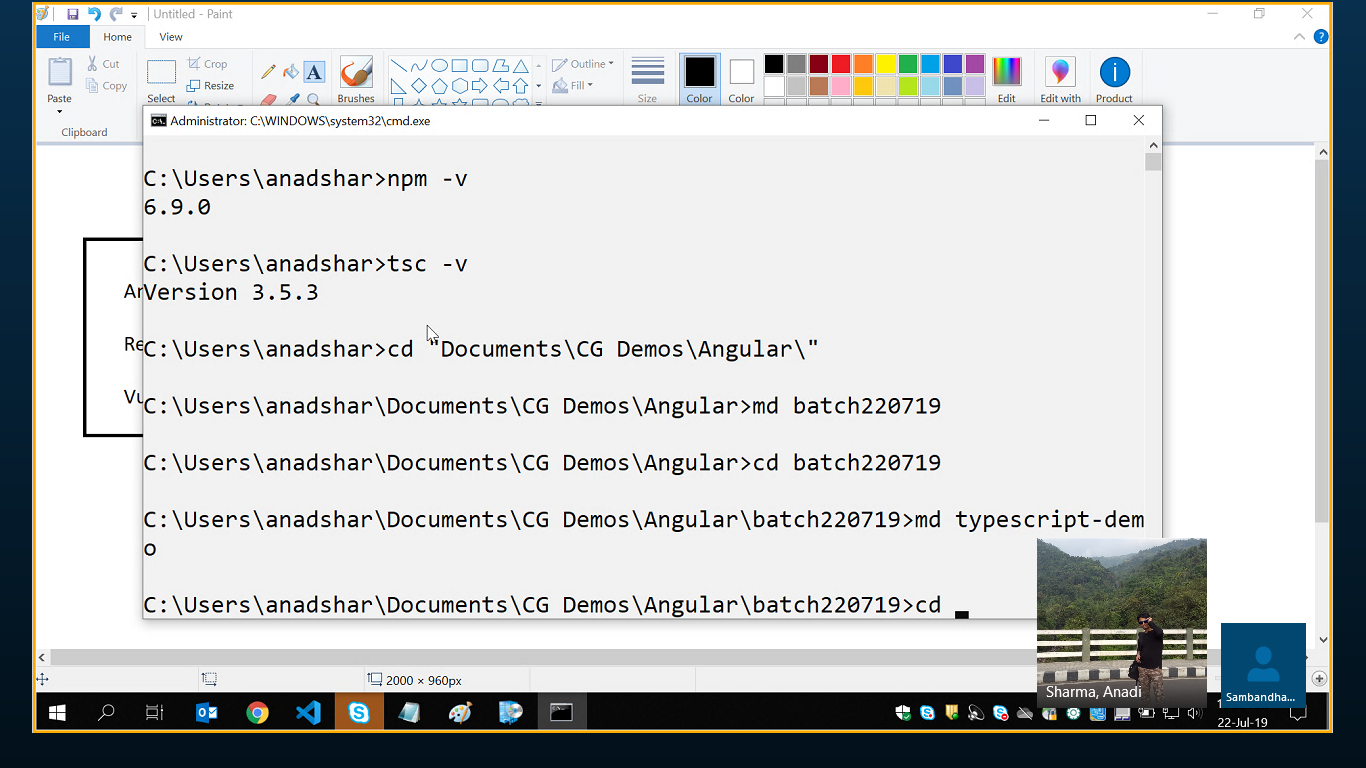 Untitled - Paint
File
Home
View
Paste
Cut
Copy
Clipboard
Select
Crop
Resize
A
Brushes
Outline
Fill
Size
Color
Color
Edit
Edit with
Product
Administrator: C:\WINDOWS\system32\cmd.exe
C:\Users\anadshar>npm -v
6.9.0
C:\Users\anadshar>tsc -v
Version 3.5.3
C:\Users\anadshar>cd "Documents\CG Demos\Angular\"
C:\Users\anadshar\Documents\CG Demos\Angular>md batch220719
C:\Users\anadshar\Documents\CG Demos\Angular>cd batch220719
C:\Users\anadshar\Documents\CG Demos\Angular\batch220719>md typescript-dem
o
C:\Users\anadshar\Documents\CG Demos\Angular\batch220719>cd
Re
Vu
Sharma, Anadi
Sambandha...
2000 × 960px
22-Jul-19